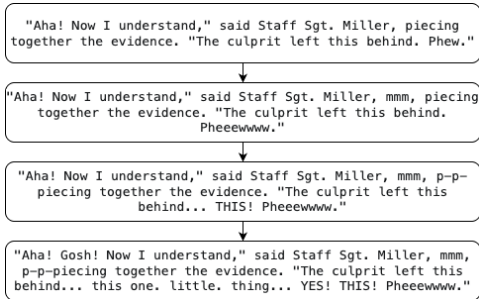 "Aha! Now I understand," said Staff Sgt. Miller, piecing
together the evidence. "The culprit left this behind. Phew."
"Aha! Now I understand," said Staff Sgt. Miller, mmm, piecing
together the evidence. "The culprit left this behind.
Pheeewwww."
"Aha! Now I understand," said Staff Sgt. Miller, mmm, p-p-
piecing together the evidence. "The culprit left this
behind... THIS! Pheeewwww."
"Aha! Gosh! Now I understand," said Staff Sgt. Miller, mmm,
p-p-piecing together the evidence. "The culprit left this
behind... this one. little. thing... YES! THIS! Pheeewwww."